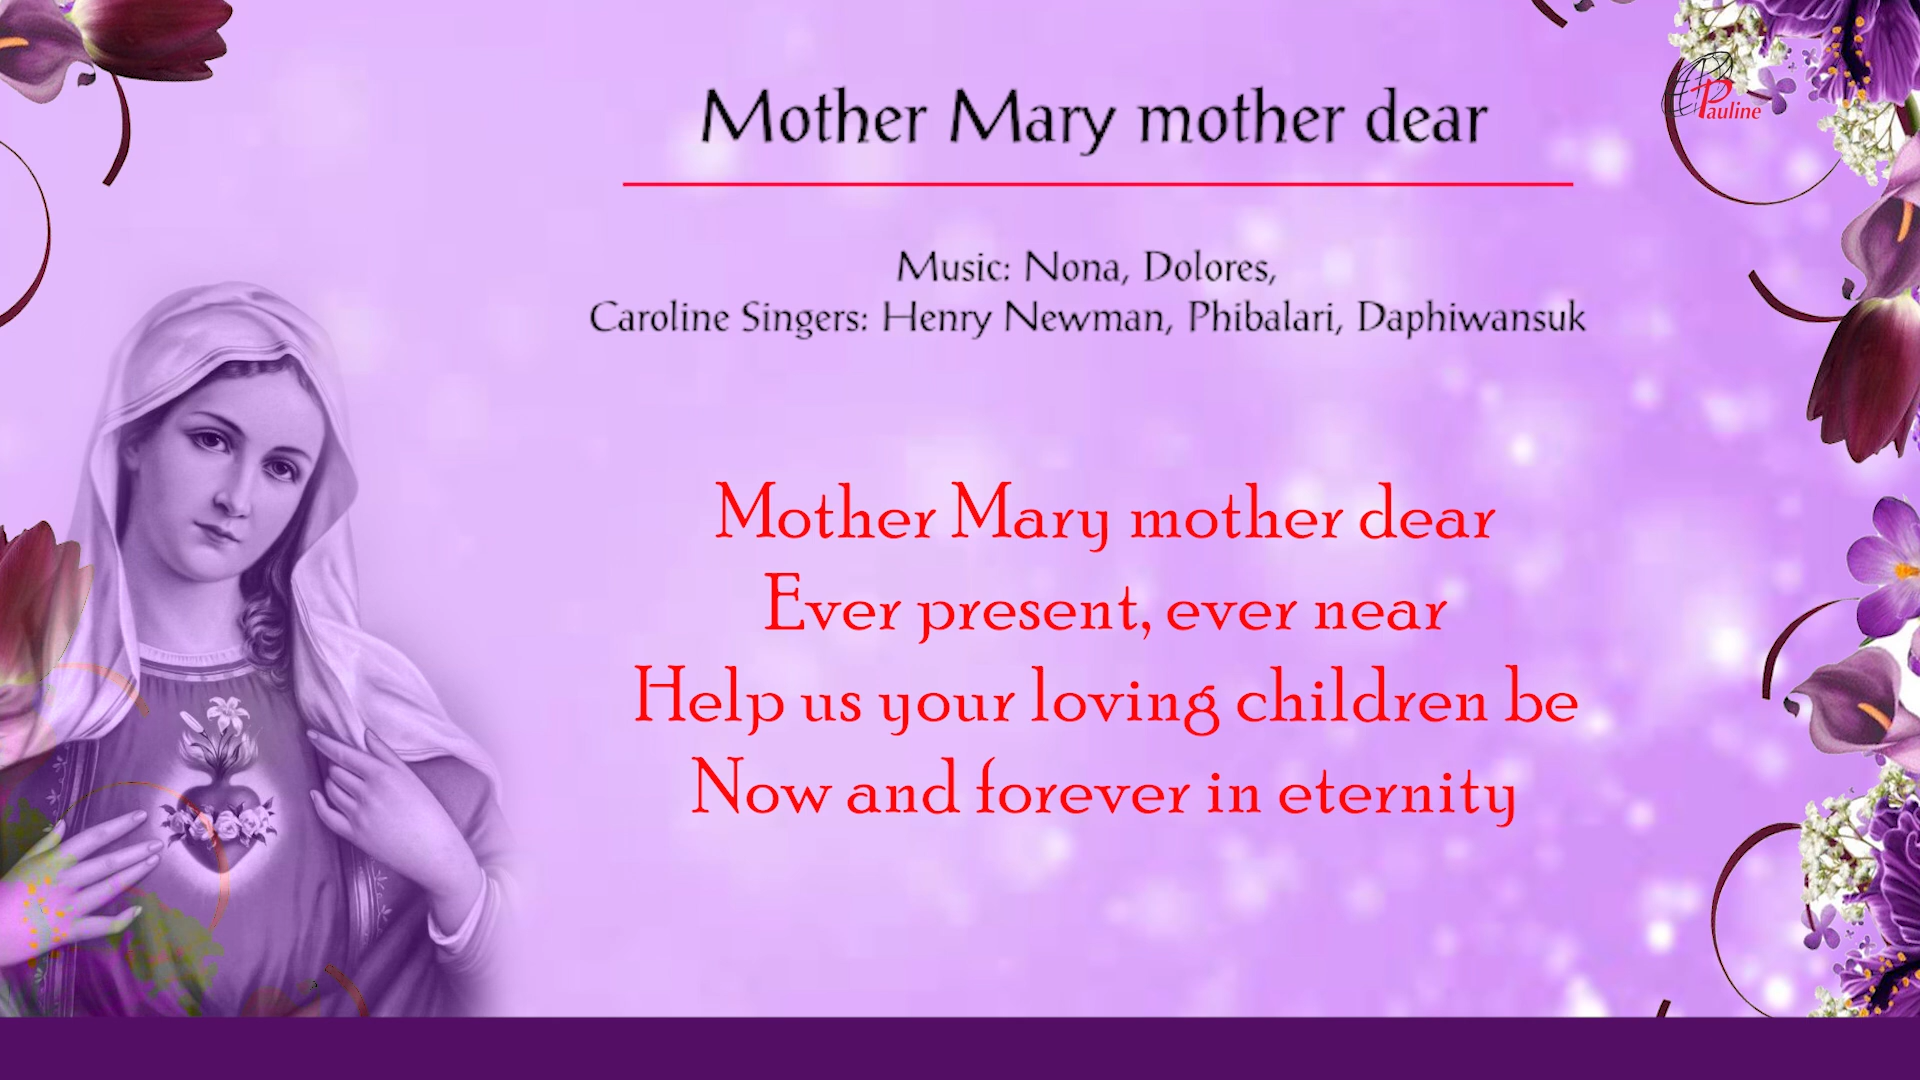 Mother Mary mother dear
Pauline
Music: Nona, Dolores,
Caroline Singers: Henry Newman, Phibalari, Daphiwansuk
Mother Mary mother dear
Ever present, ever near
Help us your loving children be
Now and forever in eternity